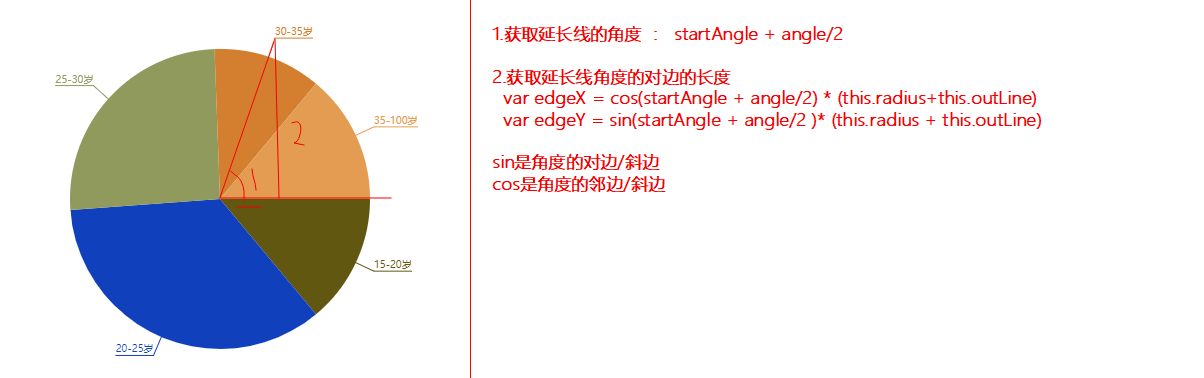 30-35岁
25-30岁
35-100岁
15-20岁
20-25岁
1.获取延长线的角度 : startAngle + angle/2
2.获取延长线角度的对边的长度
var edgeX = cos(startAngle + angle/2) * (this.radius+this.outLine)
var edgeY = sin(startAngle + angle/2 )* (this.radius + this.outLine)
sin是角度的对边/斜边
cos是角度的邻边/斜边